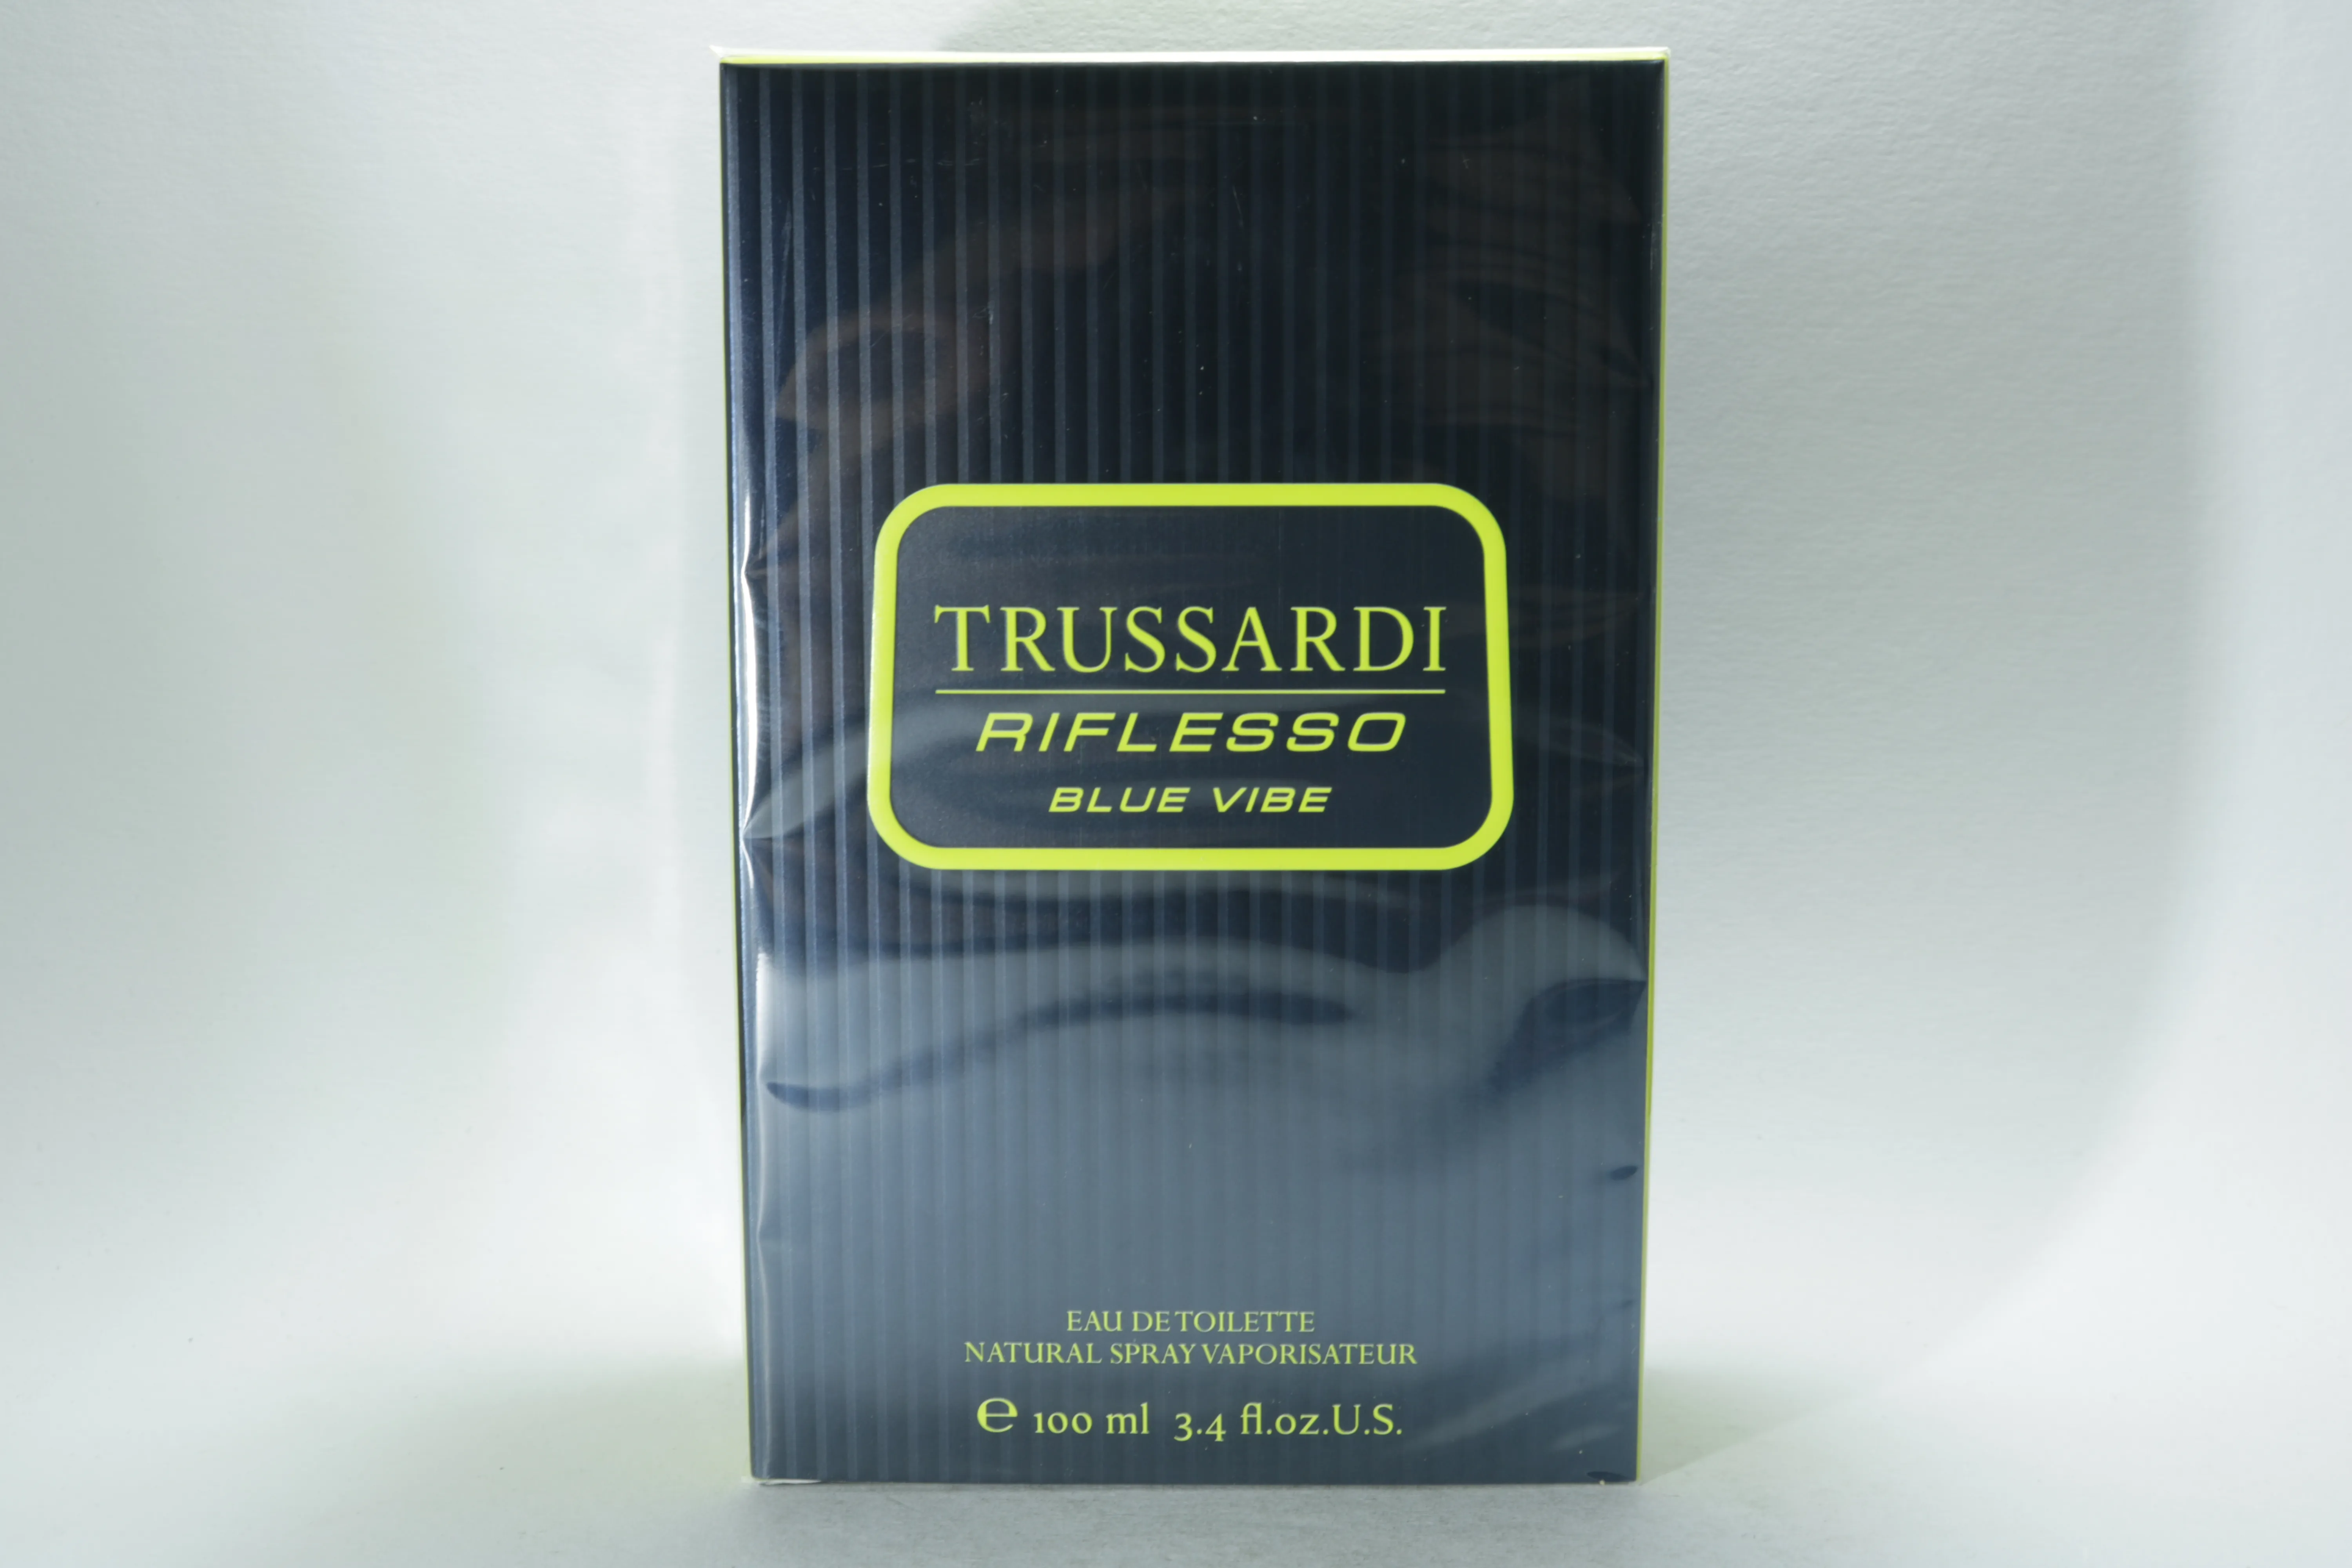 TRUSSARDI
RIFLESSO
BLUE VIBE
EAU DE TOILETTE
NATURAL SPRAY VAPORISATEUR
℮ 100 ml 3.4 fl.oz.U.S.